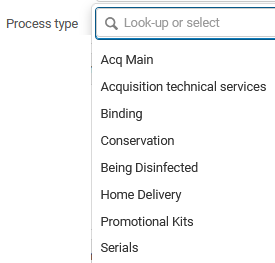 Process type
Look-up or select
Acq Main
Acquisition technical services
Binding
Conservation
Being Disinfected
Home Delivery
Promotional Kits
Serials